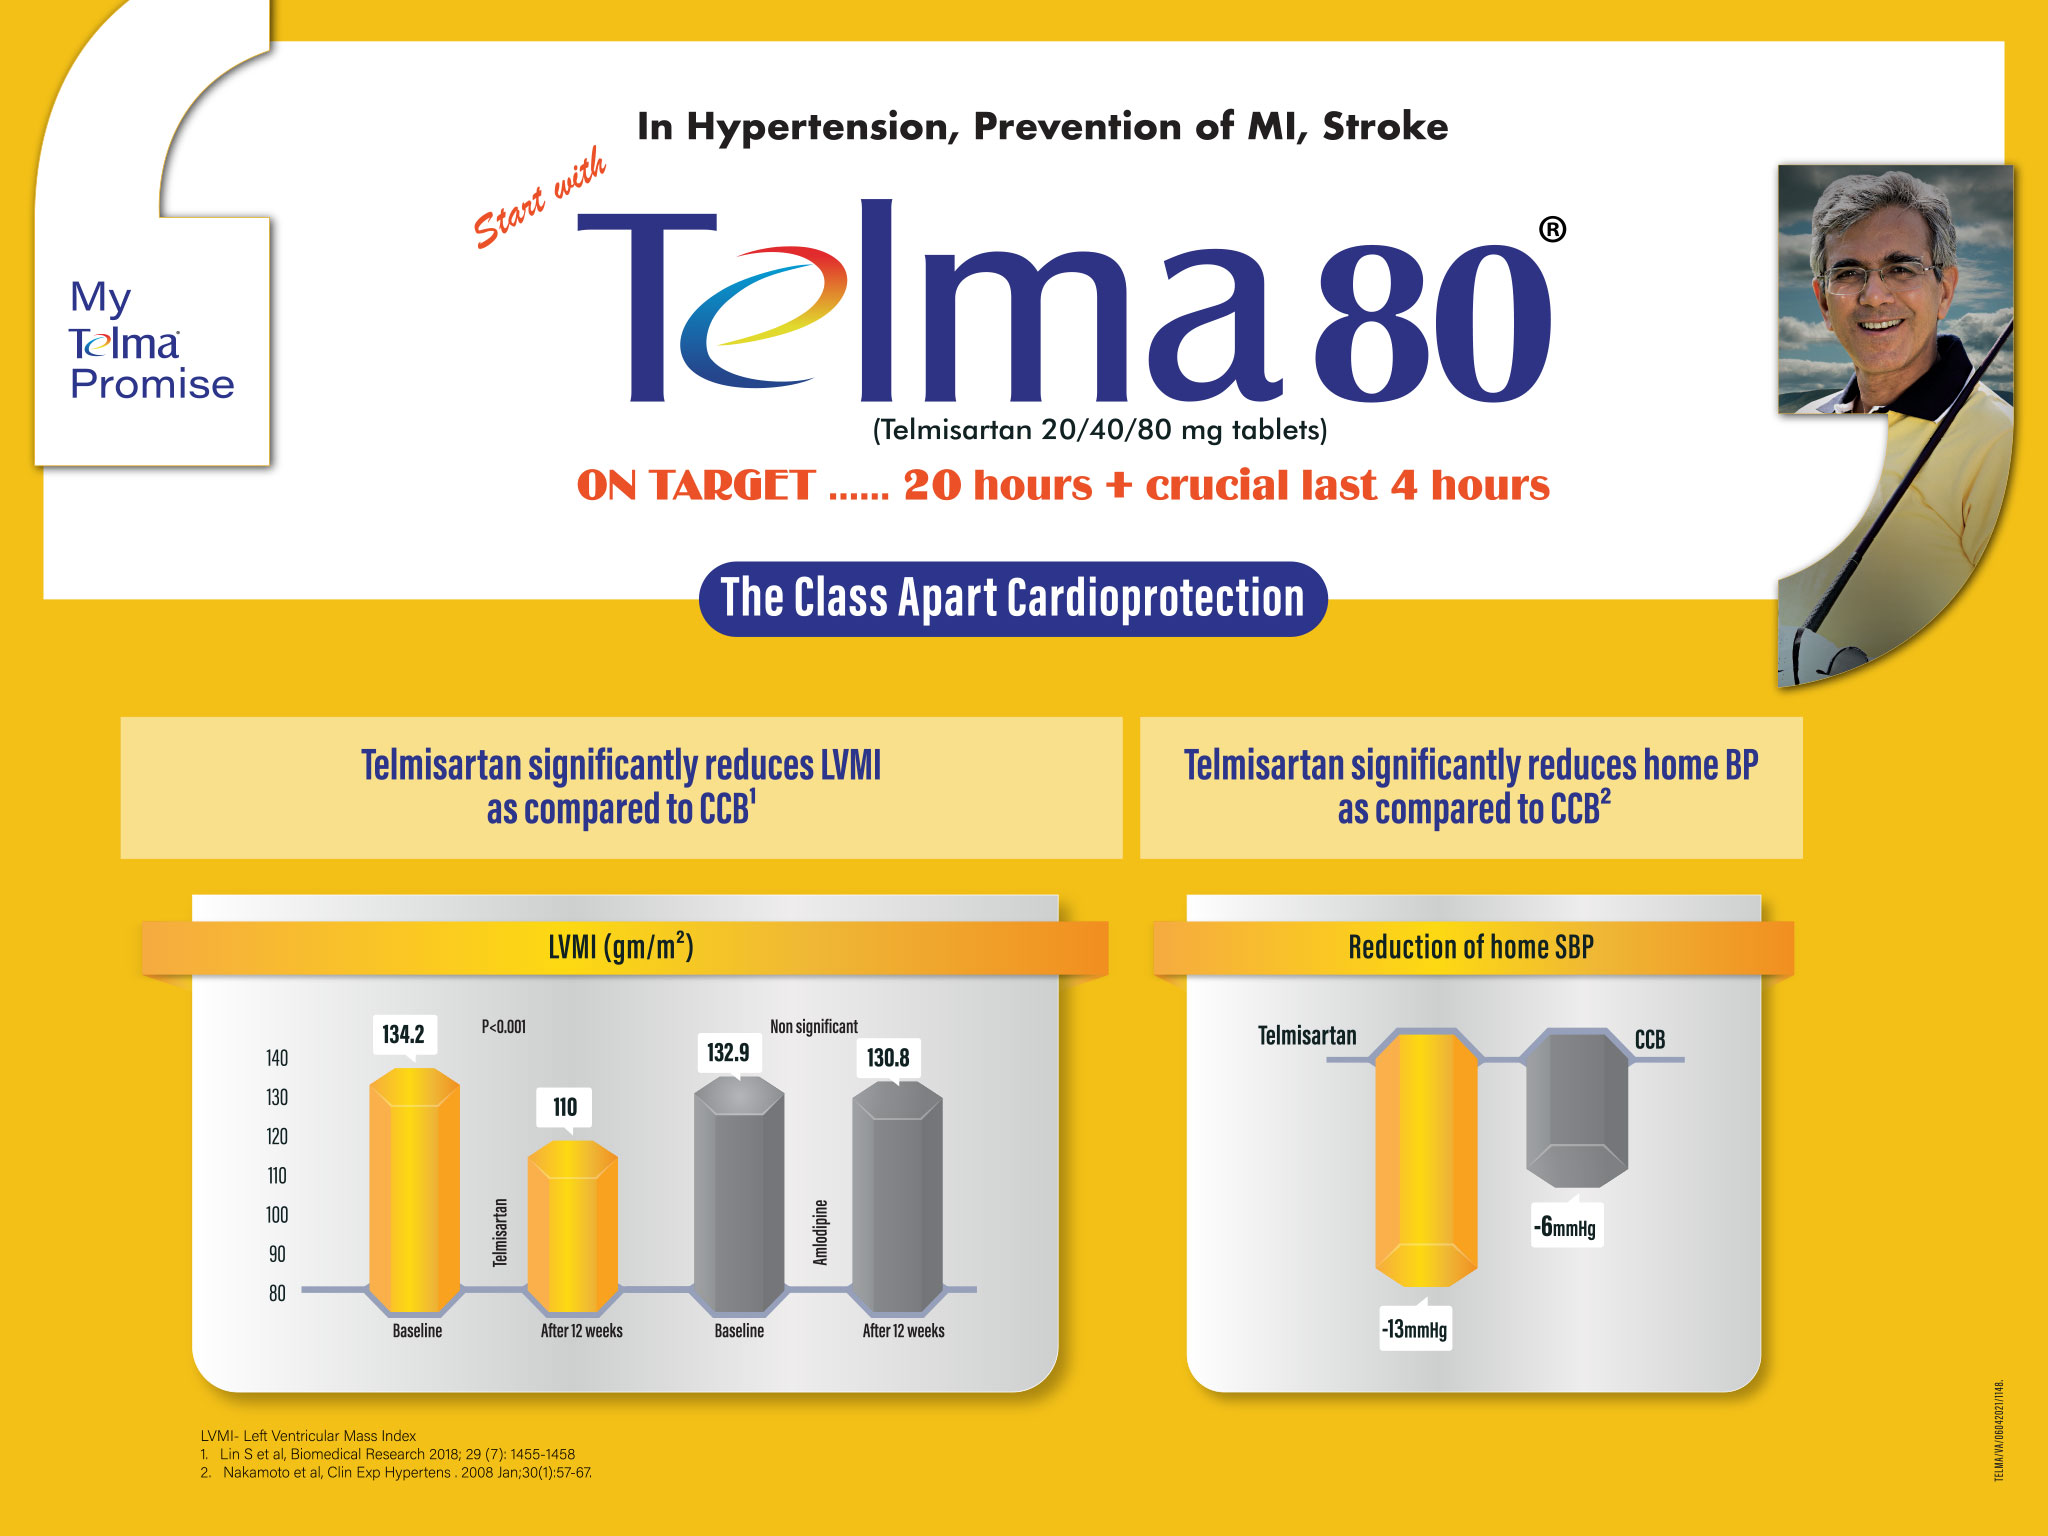 In Hypertension, Prevention of MI, Stroke
Start with
Telma 80®
(Telmisartan 20/40/80 mg tablets)
ON TARGET ...... 20 hours + crucial last 4 hours
My
Telma®
Promise
The Class Apart Cardioprotection
Telmisartan significantly reduces LVMI
as compared to CCB¹
LVMI (gm/m²)
134.2
P<0.001
110
132.9
Non significant
130.8
140
130
120
110
100
90
80
Telmisartan
Amlodipine
Baseline
After 12 weeks
Baseline
After 12 weeks
Telmisartan significantly reduces home BP
as compared to CCB²
Reduction of home SBP
Telmisartan
CCB
-6mmHg
-13mmHg
LVMI- Left Ventricular Mass Index
1. Lin S et al, Biomedical Research 2018; 29 (7): 1455-1458
2. Nakamoto et al, Clin Exp Hypertens . 2008 Jan;30(1):57-67.
TELMA/VA/06042021/1148.